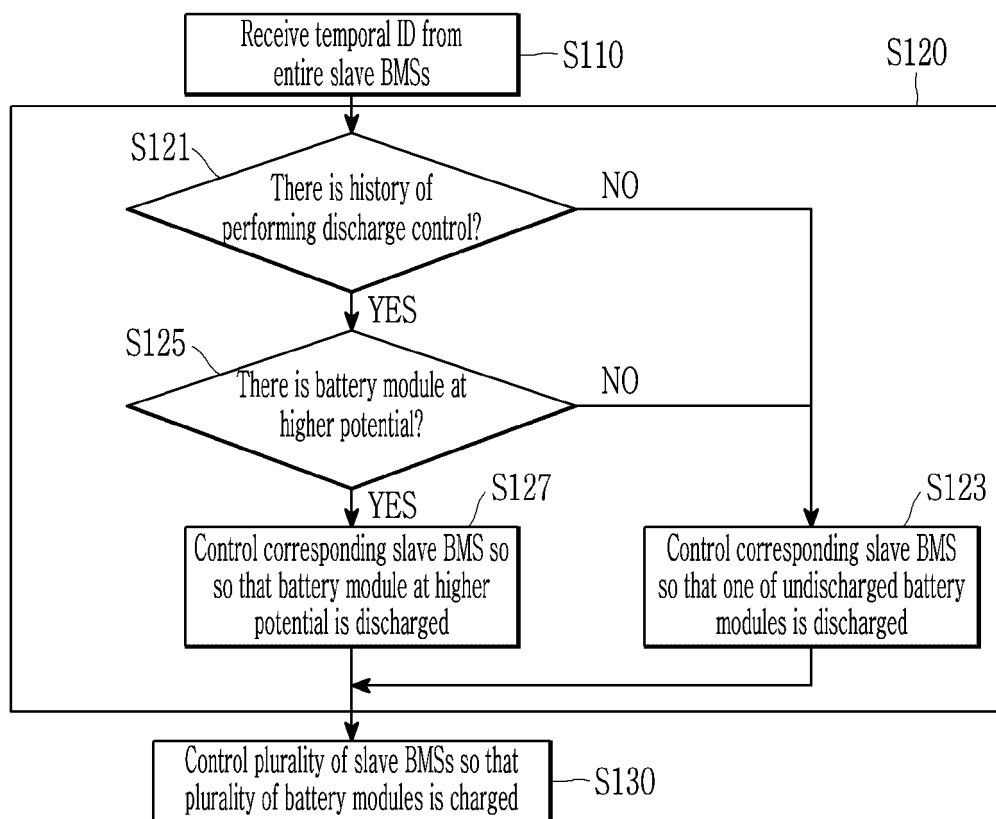 Receive temporal ID from
entire slave BMSs
S110
S120
S121
There is history of
performing discharge control?
NO
YES
S125
There is battery module at
higher potential?
NO
YES
S127
S123
Control corresponding slave BMS so
so that battery module at higher
potential is discharged
Control corresponding slave BMS
so that one of undischarged battery
modules is discharged
Control plurality of slave BMSs so that
plurality of battery modules is charged
S130